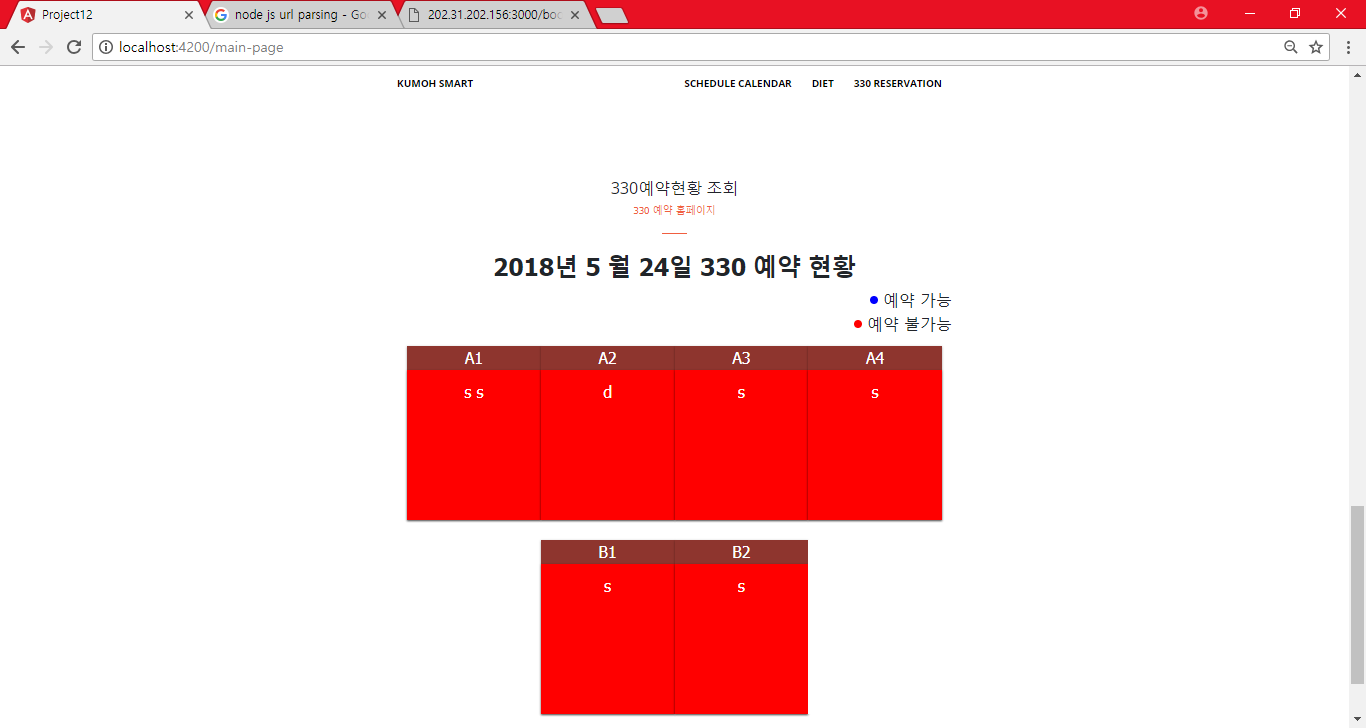 Project12
node js url parsing - Go
202.31.202.156:3000/boo
localhost:4200/main-page
KUMOH SMART SCHEDULE CALENDAR DIET 330 RESERVATION
330예약현황 조회
330 예약 홈페이지
2018년 5 월 24일 330 예약 현황
예약 가능
예약 불가능
A1 A2 A3 A4
s s d s s
B1 B2
s s